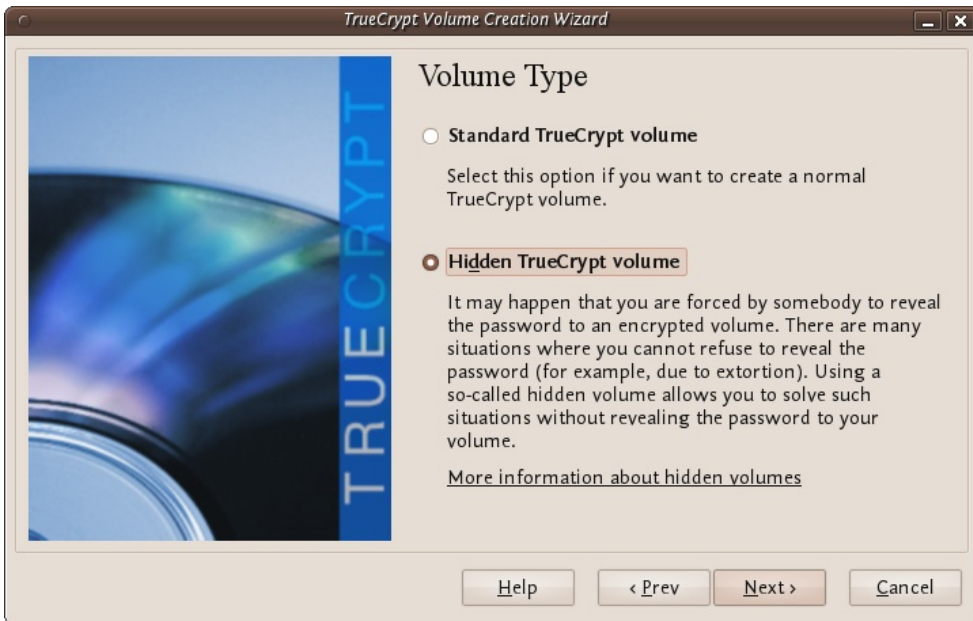 TrueCrypt Volume Creation Wizard
TRUECRYPT
Volume Type
Standard TrueCrypt volume
Select this option if you want to create a normal
TrueCrypt volume.
Hidden TrueCrypt volume
It may happen that you are forced by somebody to reveal
the password to an encrypted volume. There are many
situations where you cannot refuse to reveal the
password (for example, due to extortion). Using a
so-called hidden volume allows you to solve such
situations without revealing the password to your
volume.
More information about hidden volumes
Help
‹ Prev
Next ›
Cancel